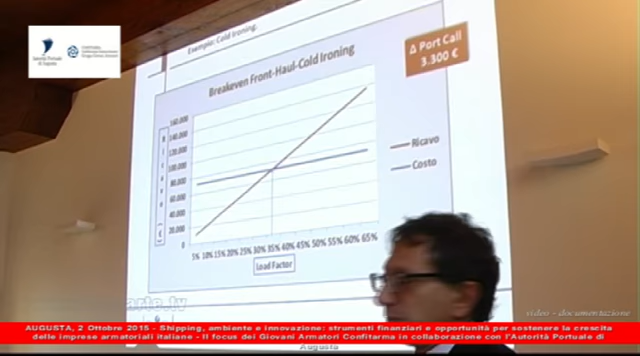 Esempio: Cold Ironing.
Breakeven Front-Haul-Cold Ironing
Δ Port Call
3.300 €
160.000
140.000
120.000
100.000
80.000
60.000
40.000
20.000
0
Ricavo
Costo
5% 10% 15% 20% 25% 30% 35% 40% 45% 50% 55% 60% 65%
Load Factor
arte.tv
video - documentazione
AUGUSTA, 2 Ottobre 2015 - Shipping, ambiente e innovazione: strumenti finanziari e opportunità per sostenere la crescita
delle imprese armatoriali italiane - Il focus dei Giovani Armatori Confitarma in collaborazione con l'Autorità Portuale di
Augusta